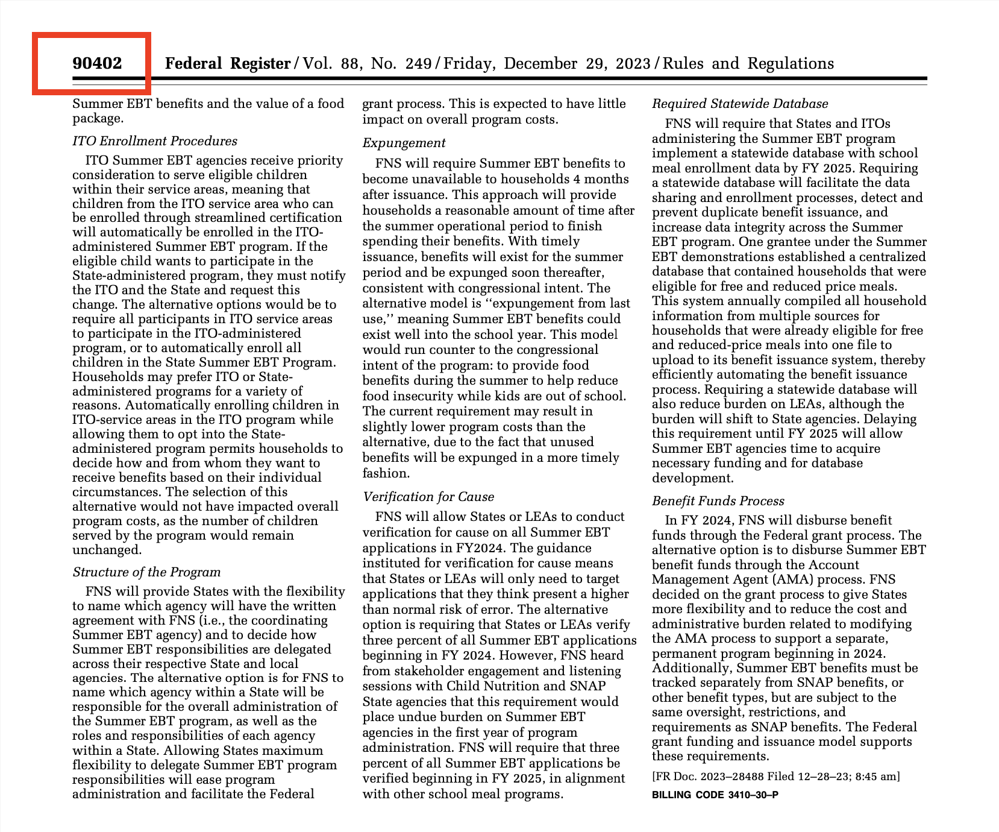 90402 Federal Register / Vol. 88, No. 249 / Friday, December 29, 2023 / Rules and Regulations
Summer EBT benefits and the value of a food
package.
ITO Enrollment Procedures
ITO Summer EBT agencies receive priority
consideration to serve eligible children
within their service areas, meaning that
children from the ITO service area who can
be enrolled through streamlined certification
will automatically be enrolled in the ITO-
administered Summer EBT program. If the
eligible child wants to participate in the
State-administered program, they must notify
the ITO and the State and request this
change. The alternative options would be to
require all participants in ITO service areas
to participate in the ITO-administered
program, or to automatically enroll all
children in the State Summer EBT Program.
Households may prefer ITO or State-
administered programs for a variety of
reasons. Automatically enrolling children in
ITO-service areas in the ITO program while
allowing them to opt into the State-
administered program permits households to
decide how and from whom they want to
receive benefits based on their individual
circumstances. The selection of this
alternative would not have impacted overall
program costs, as the number of children
served by the program would remain
unchanged.
Structure of the Program
FNS will provide States with the flexibility
to name which agency will have the written
agreement with FNS (i.e., the coordinating
Summer EBT agency) and to decide how
Summer EBT responsibilities are delegated
across their respective State and local
agencies. The alternative option is for FNS to
name which agency within a State will be
responsible for the overall administration of
the Summer EBT program, as well as the
roles and responsibilities of each agency
within a State. Allowing States maximum
flexibility to delegate Summer EBT program
responsibilities will ease program
administration and facilitate the Federal
grant process. This is expected to have little
impact on overall program costs.
Expungement
FNS will require Summer EBT benefits to
become unavailable to households 4 months
after issuance. This approach will provide
households a reasonable amount of time after
the summer operational period to finish
spending their benefits. With timely
issuance, benefits will exist for the summer
period and be expunged soon thereafter,
consistent with congressional intent. The
alternative model is ‘‘expungement from last
use,’’ meaning Summer EBT benefits could
exist well into the school year. This model
would run counter to the congressional
intent of the program: to provide food
benefits during the summer to help reduce
food insecurity while kids are out of school.
The current requirement may result in
slightly lower program costs than the
alternative, due to the fact that unused
benefits will be expunged in a more timely
fashion.
Verification for Cause
FNS will allow States or LEAs to conduct
verification for cause on all Summer EBT
applications in FY2024. The guidance
instituted for verification for cause means
that States or LEAs will only need to target
applications that they think present a higher
than normal risk of error. The alternative
option is requiring that States or LEAs verify
three percent of all Summer EBT applications
beginning in FY 2024. However, FNS heard
from stakeholder engagement and listening
sessions with Child Nutrition and SNAP
State agencies that this requirement would
place undue burden on Summer EBT
agencies in the first year of program
administration. FNS will require that three
percent of all Summer EBT applications be
verified beginning in FY 2025, in alignment
with other school meal programs.
Required Statewide Database
FNS will require that States and ITOs
administering the Summer EBT program
implement a statewide database with school
meal enrollment data by FY 2025. Requiring
a statewide database will facilitate the data
sharing and enrollment processes, detect and
prevent duplicate benefit issuance, and
increase data integrity across the Summer
EBT program. One grantee under the Summer
EBT demonstrations established a centralized
database that contained households that were
eligible for free and reduced price meals.
This system annually compiled all household
information from multiple sources for
households that were already eligible for free
and reduced-price meals into one file to
upload to its benefit issuance system, thereby
efficiently automating the benefit issuance
process. Requiring a statewide database will
also reduce burden on LEAs, although the
burden will shift to State agencies. Delaying
this requirement until FY 2025 will allow
Summer EBT agencies time to acquire
necessary funding and for database
development.
Benefit Funds Process
In FY 2024, FNS will disburse benefit
funds through the Federal grant process. The
alternative option is to disburse Summer EBT
benefit funds through the Account
Management Agent (AMA) process. FNS
decided on the grant process to give States
more flexibility and to reduce the cost and
administrative burden related to modifying
the AMA process to support a separate,
permanent program beginning in 2024.
Additionally, Summer EBT benefits must be
tracked separately from SNAP benefits, or
other benefit types, but are subject to the
same oversight, restrictions, and
requirements as SNAP benefits. The Federal
grant funding and issuance model supports
these requirements.
[FR Doc. 2023–28488 Filed 12–28–23; 8:45 am]
BILLING CODE 3410–30–P